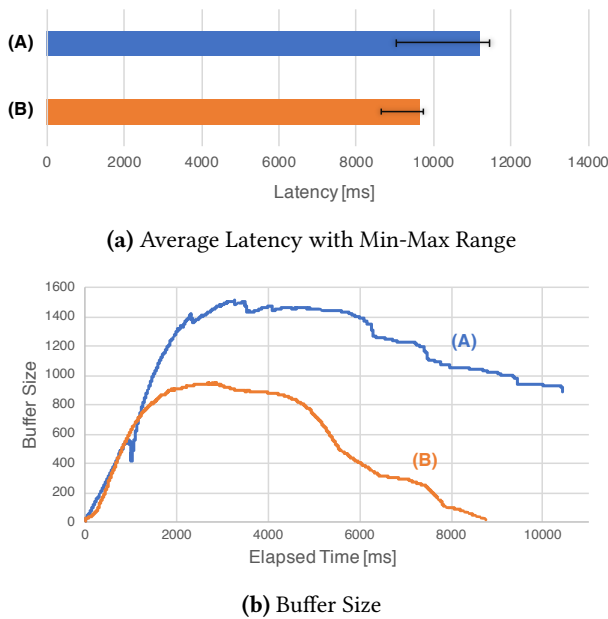 (A)
(B)
0 2000 4000 6000 8000 10000 12000 14000
Latency [ms]
(a) Average Latency with Min-Max Range
1600
1400
1200
1000
800
600
400
200
0
Buffer Size
(A)
(B)
0 2000 4000 6000 8000 10000
Elapsed Time [ms]
(b) Buffer Size